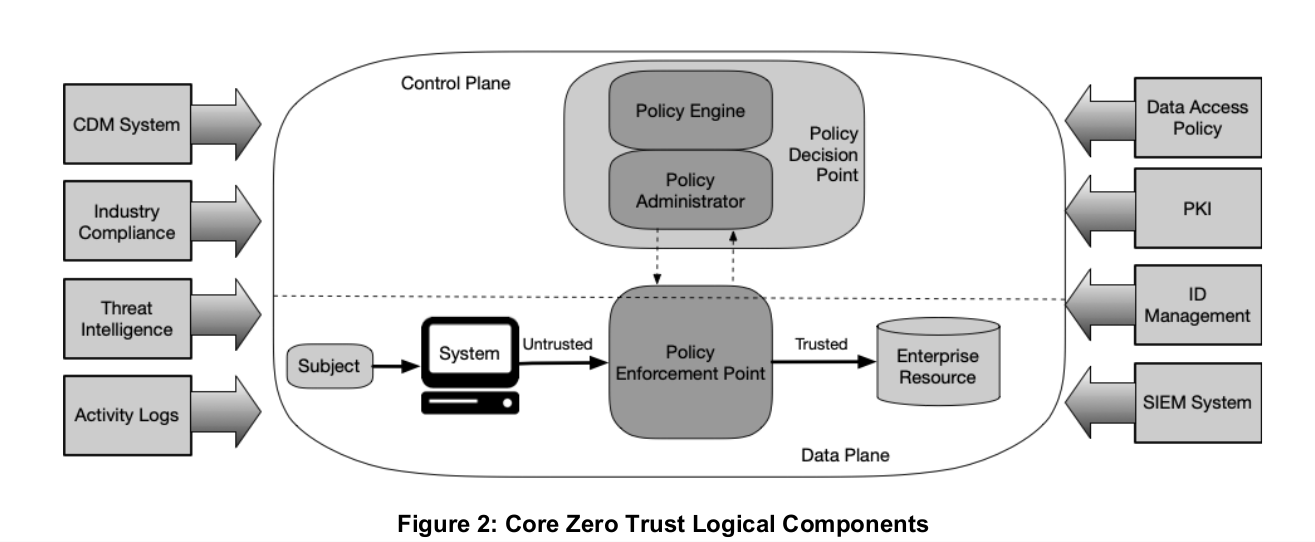 Control Plane
CDM System
Industry
Compliance
Threat
Intelligence
Activity Logs
Policy Engine
Policy
Administrator
Policy
Decision
Point
Subject
System
Untrusted
Policy
Enforcement Point
Trusted
Enterprise
Resource
Data Plane
Data Access
Policy
PKI
ID
Management
SIEM System
Figure 2: Core Zero Trust Logical Components